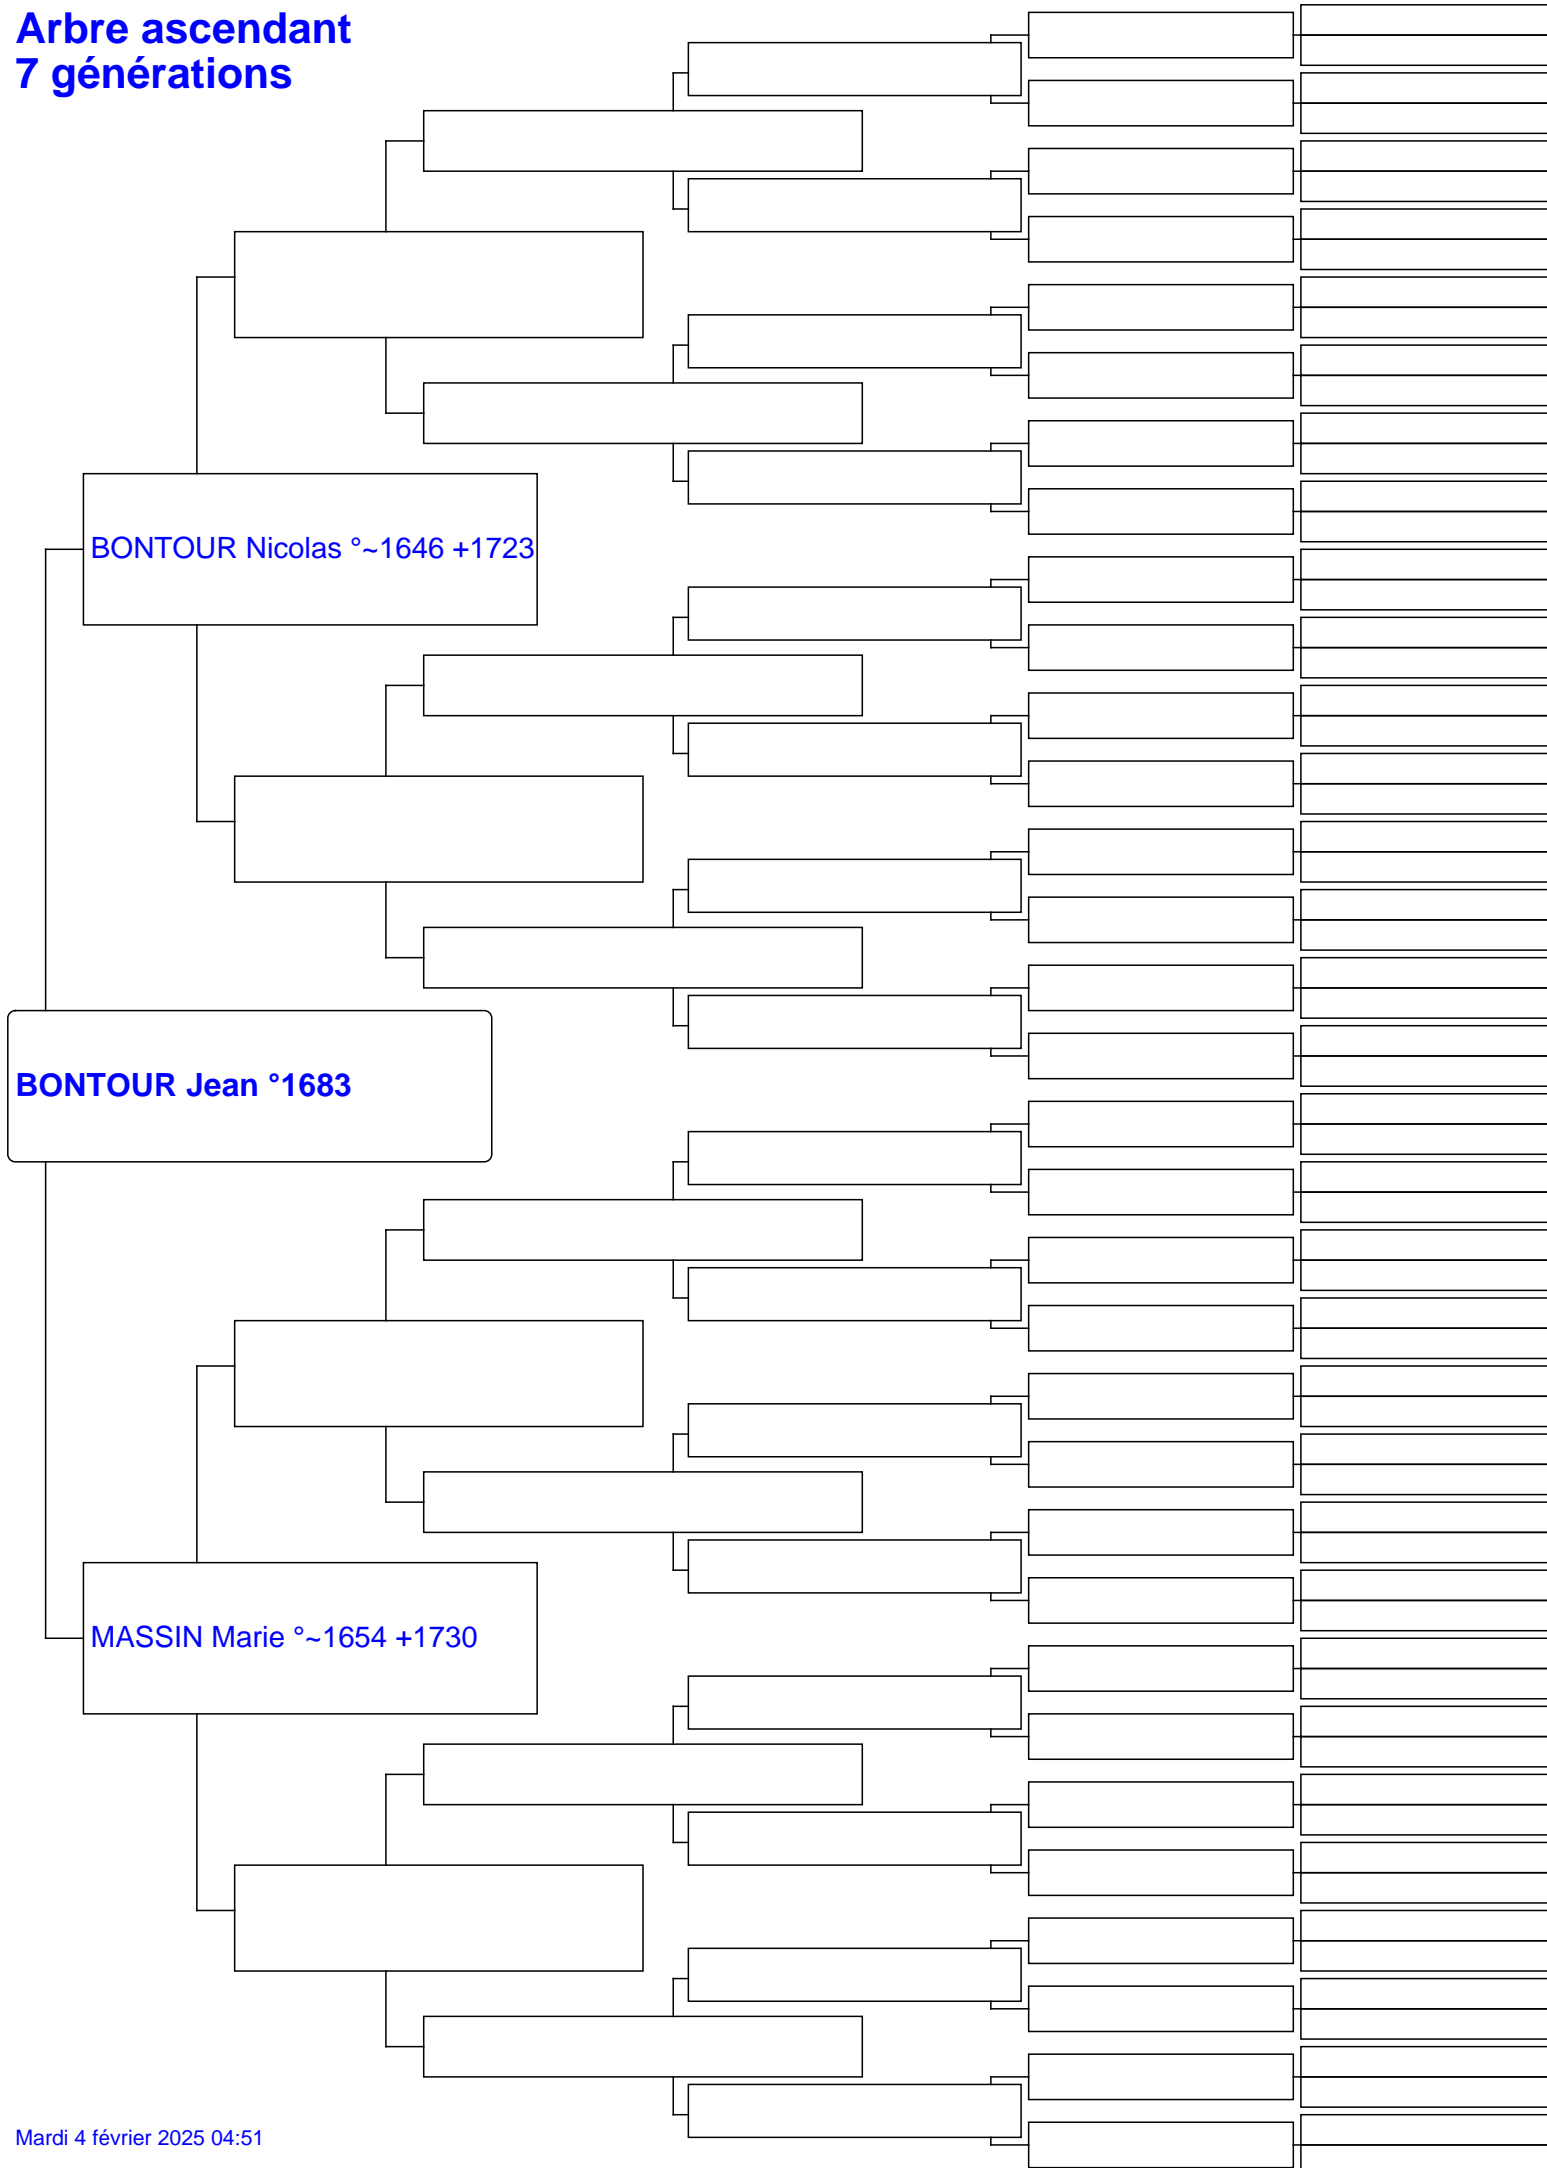 Arbre ascendant
7 générations
BONTOUR Nicolas °~1646 +1723
BONTOUR Jean °1683
MASSIN Marie °~1654 +1730
Mardi 4 février 2025 04:51